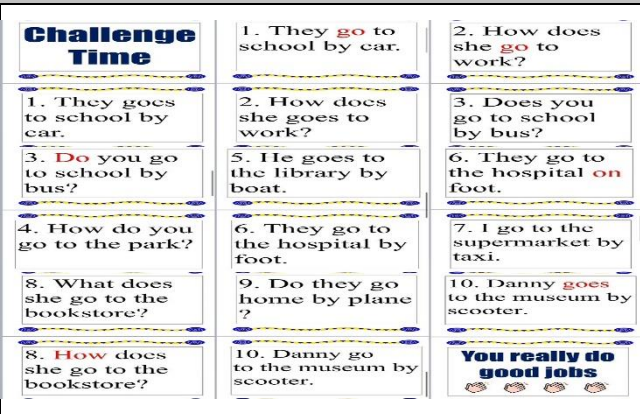 Challenge
Time
1. They go to
school by car.
2. How does
she go to
work?
1. They goes
to school by
car.
2. How does
she goes to
work?
3. Does you
go to school
by bus?
3. Do you go
to school by
bus?
5. He goes to
the library by
boat.
6. They go to
the hospital on
foot.
4. How do you
go to the park?
6. They go to
the hospital by
foot.
7. I go to the
supermarket by
taxi.
8. What does
she go to the
bookstore?
9. Do they go
home by plane
?
10. Danny goes
to the museum by
scooter.
8. How does
she go to the
bookstore?
10. Danny go
to the museum by
scooter.
You really do
good jobs